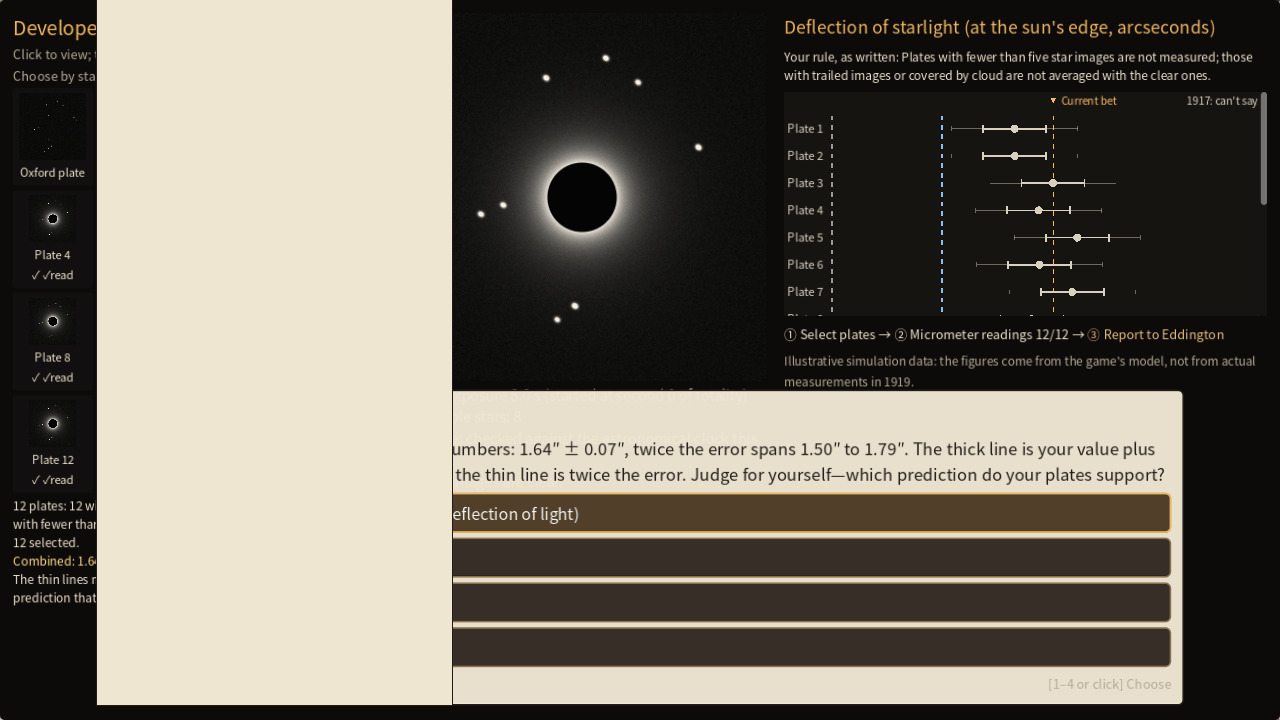 Develope
Click to view; t
Choose by sta
Oxford plate
Plate 4
✓ ✓read
Plate 8
✓ ✓read
Plate 12
✓ ✓read
12 plates: 12 wi
with fewer than
12 selected.
Combined: 1.64
The thin lines r
prediction that
Deflection of starlight (at the sun's edge, arcseconds)
Your rule, as written: Plates with fewer than five star images are not measured; those
with trailed images or covered by cloud are not averaged with the clear ones.
▼ Current bet
1917: can't say
Plate 1
Plate 2
Plate 3
Plate 4
Plate 5
Plate 6
Plate 7
① Select plates → ② Micrometer readings 12/12 → ③ Report to Eddington
Illustrative simulation data: the figures come from the game's model, not from actual
measurements in 1919.
umbers: 1.64″ ± 0.07″, twice the error spans 1.50″ to 1.79″. The thick line is your value plus
the thin line is twice the error. Judge for yourself—which prediction do your plates support?
eflection of light)
[1–4 or click] Choose